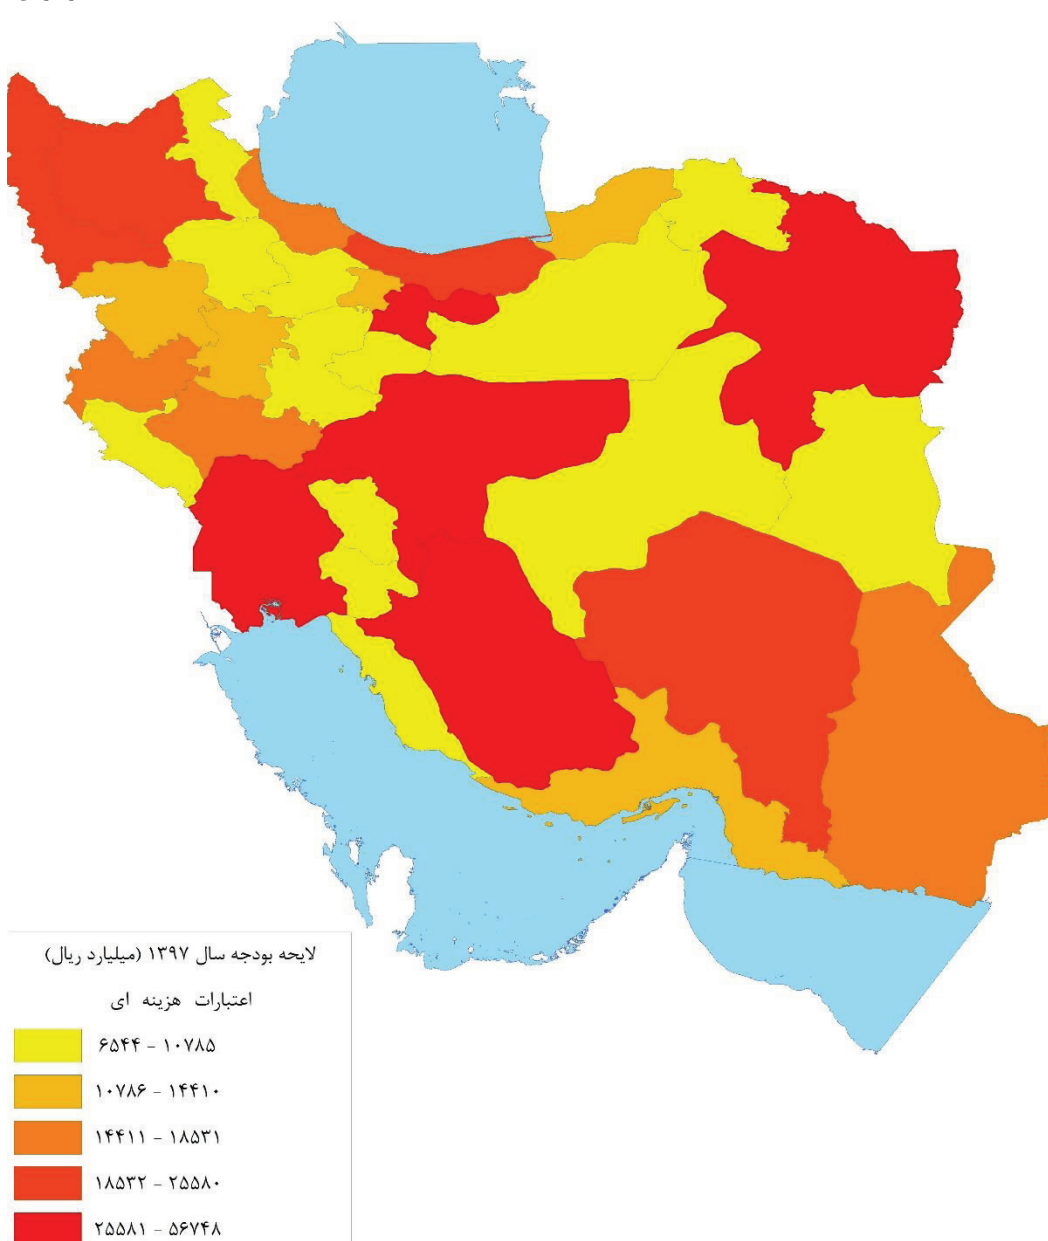 لایحه بودجه سال ۱۳۹۷ (میلیارد ریال)
اعتبارات هزینه ای
۶۵۴۴ - ۱۰۷۸۵
۱۰۷۸۶ - ۱۴۴۱۰
۱۴۴۱۱ - ۱۸۵۳۱
۱۸۵۳۲ - ۲۵۵۸۰
۲۵۵۸۱ - ۵۶۷۴۸